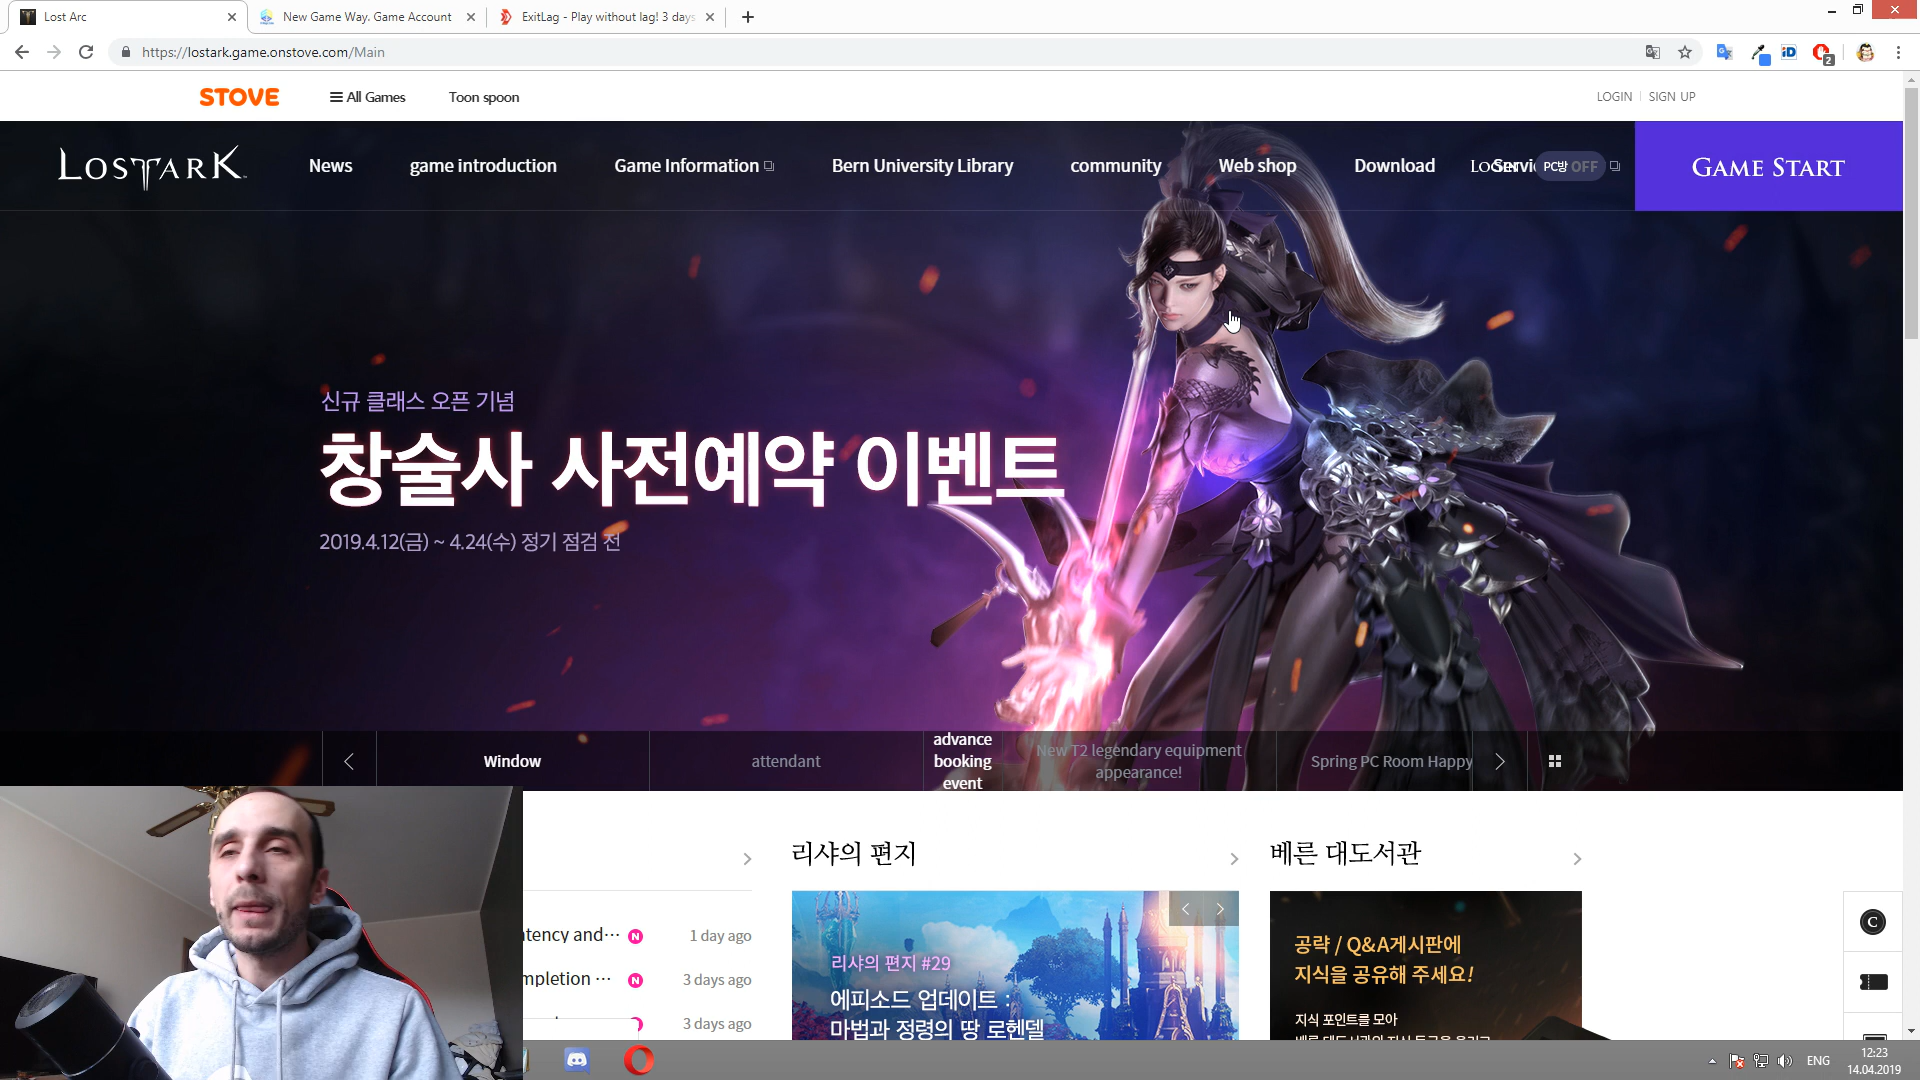 Lost Arc
New Game Way. Game Account
ExitLag - Play without lag! 3 days
https://lostark.game.onstove.com/Main
2
STOVE
All Games
Toon spoon
LOGIN
SIGN UP
LOSTARK
News
game introduction
Game Information
Bern University Library
community
Web shop
Download
PC방 OFF
GAME START
신규 클래스 오픈 기념
창술사 사전예약 이벤트
2019.4.12(금) ~ 4.24(수) 정기 점검 전
Window
attendant
advance
booking
event
New T2 legendary equipment
appearance!
Spring PC Room Happy
리샤의 편지
베른 대도서관
tency and···
N
1 day ago
mpletion ···
N
3 days ago
3 days ago
리샤의 편지 #29
에피소드 업데이트 :
마법과 정령의 땅 로헨델
공략 / Q&A게시판에
지식을 공유해 주세요!
지식 포인트를 모아
C
ENG
12:23
14.04.2019